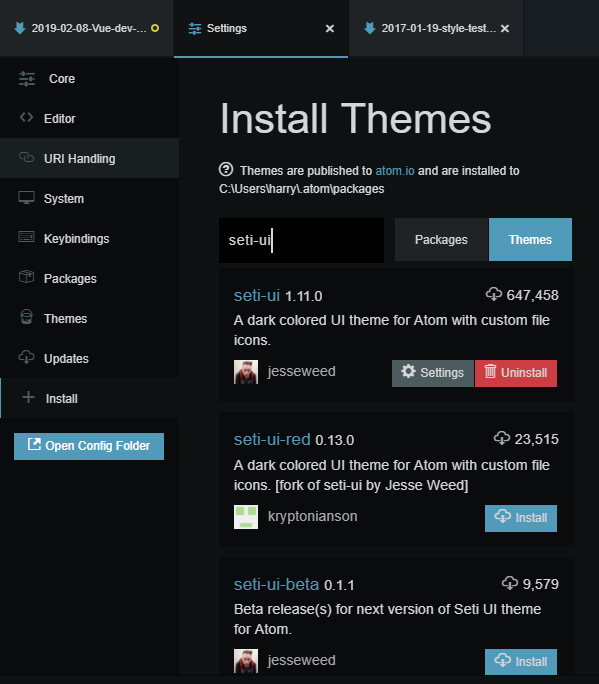 2019-02-08-Vue-dev-...
Settings
2017-01-19-style-test...
Core
Editor
URI Handling
System
Keybindings
Packages
Themes
Updates
Install
Open Config Folder
Install Themes
Themes are published to atom.io and are installed to
C:\Users\harry\.atom\packages
seti-ui
Packages
Themes
seti-ui 1.11.0
647,458
A dark colored UI theme for Atom with custom file
icons.
jesseweed
Settings
Uninstall
seti-ui-red 0.13.0
23,515
A dark colored UI theme for Atom with custom file
icons. [fork of seti-ui by Jesse Weed]
kryptonianson
Install
seti-ui-beta 0.1.1
9,579
Beta release(s) for next version of Seti UI theme
for Atom.
jesseweed
Install